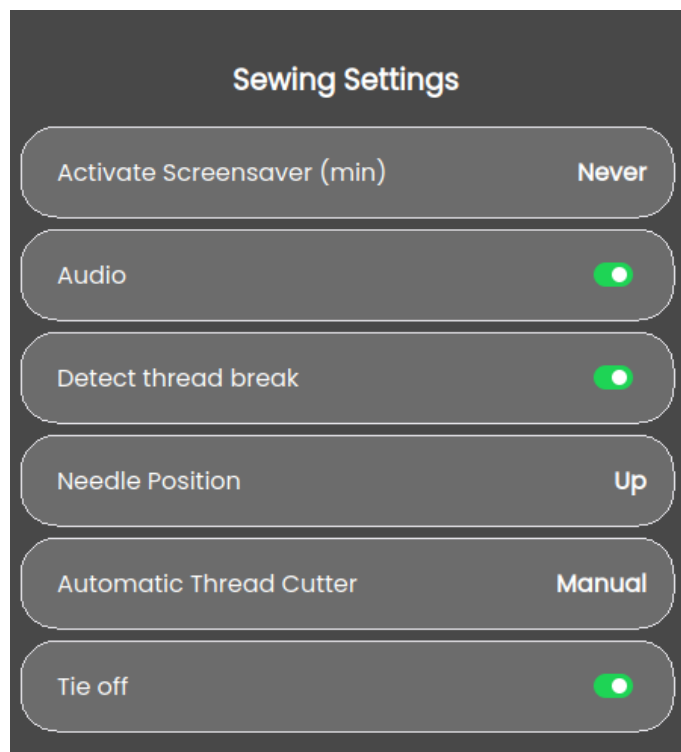 Sewing Settings
Activate Screensaver (min) Never
Audio
Detect thread break
Needle Position Up
Automatic Thread Cutter Manual
Tie off